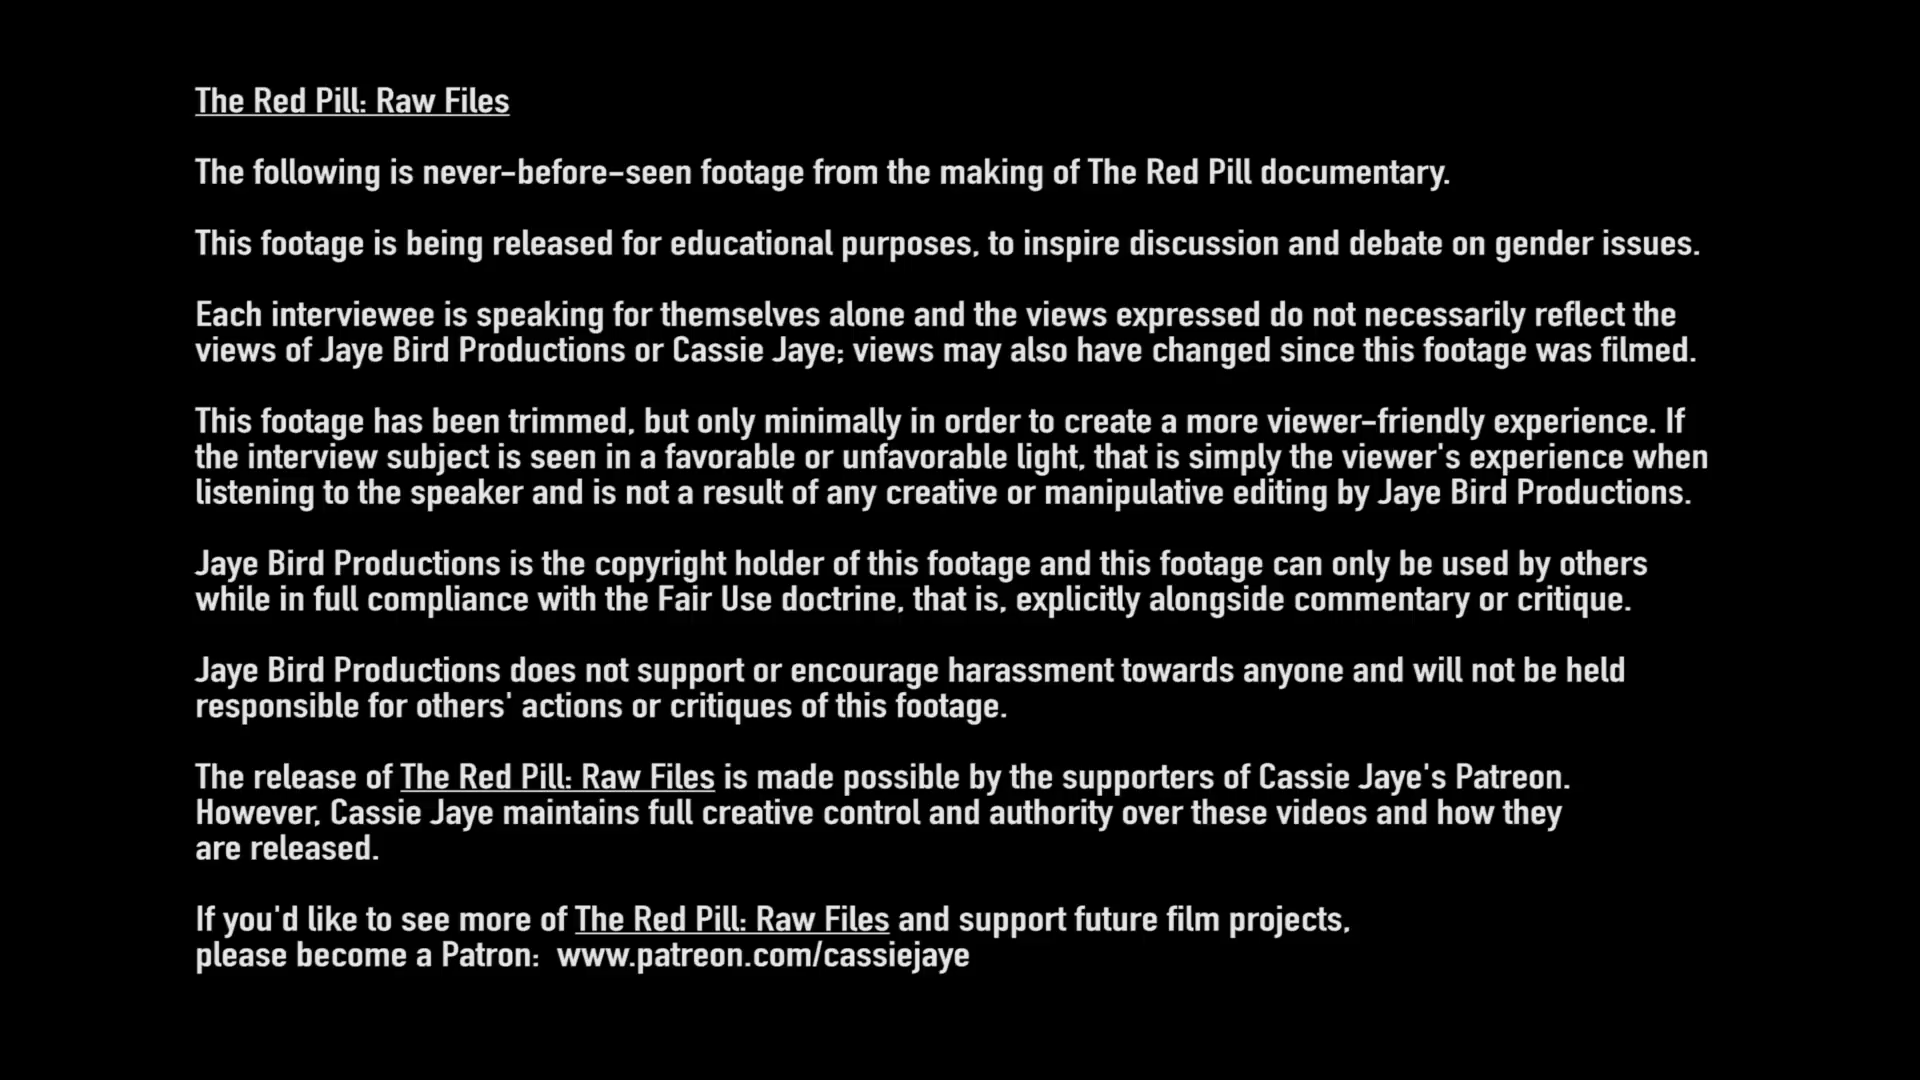 The Red Pill: Raw Files
The following is never-before-seen footage from the making of The Red Pill documentary.
This footage is being released for educational purposes, to inspire discussion and debate on gender issues.
Each interviewee is speaking for themselves alone and the views expressed do not necessarily reflect the
views of Jaye Bird Productions or Cassie Jaye; views may also have changed since this footage was filmed.
This footage has been trimmed, but only minimally in order to create a more viewer-friendly experience. If
the interview subject is seen in a favorable or unfavorable light, that is simply the viewer's experience when
listening to the speaker and is not a result of any creative or manipulative editing by Jaye Bird Productions.
Jaye Bird Productions is the copyright holder of this footage and this footage can only be used by others
while in full compliance with the Fair Use doctrine, that is, explicitly alongside commentary or critique.
Jaye Bird Productions does not support or encourage harassment towards anyone and will not be held
responsible for others' actions or critiques of this footage.
The release of The Red Pill: Raw Files is made possible by the supporters of Cassie Jaye's Patreon.
However, Cassie Jaye maintains full creative control and authority over these videos and how they
are released.
If you'd like to see more of The Red Pill: Raw Files and support future film projects,
please become a Patron:  www.patreon.com/cassiejaye